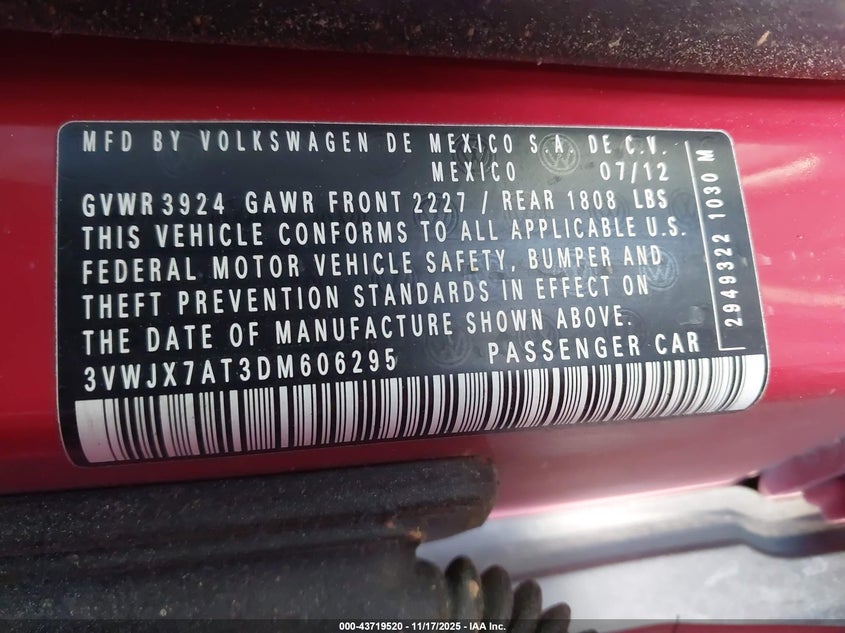 MFD BY VOLKSWAGEN DE MEXICO S.A. DE C.V.
MEXICO 07/12
GVWR 3924 GAWR FRONT 2227 / REAR 1808 LBS
THIS VEHICLE CONFORMS TO ALL APPLICABLE U.S.
FEDERAL MOTOR VEHICLE SAFETY, BUMPER AND
THEFT PREVENTION STANDARDS IN EFFECT ON
THE DATE OF MANUFACTURE SHOWN ABOVE.
3VWJX7AT3DM606295 PASSENGER CAR
2949322 1030 M
000-43719520 | 11/17/2025 | IAA Inc.